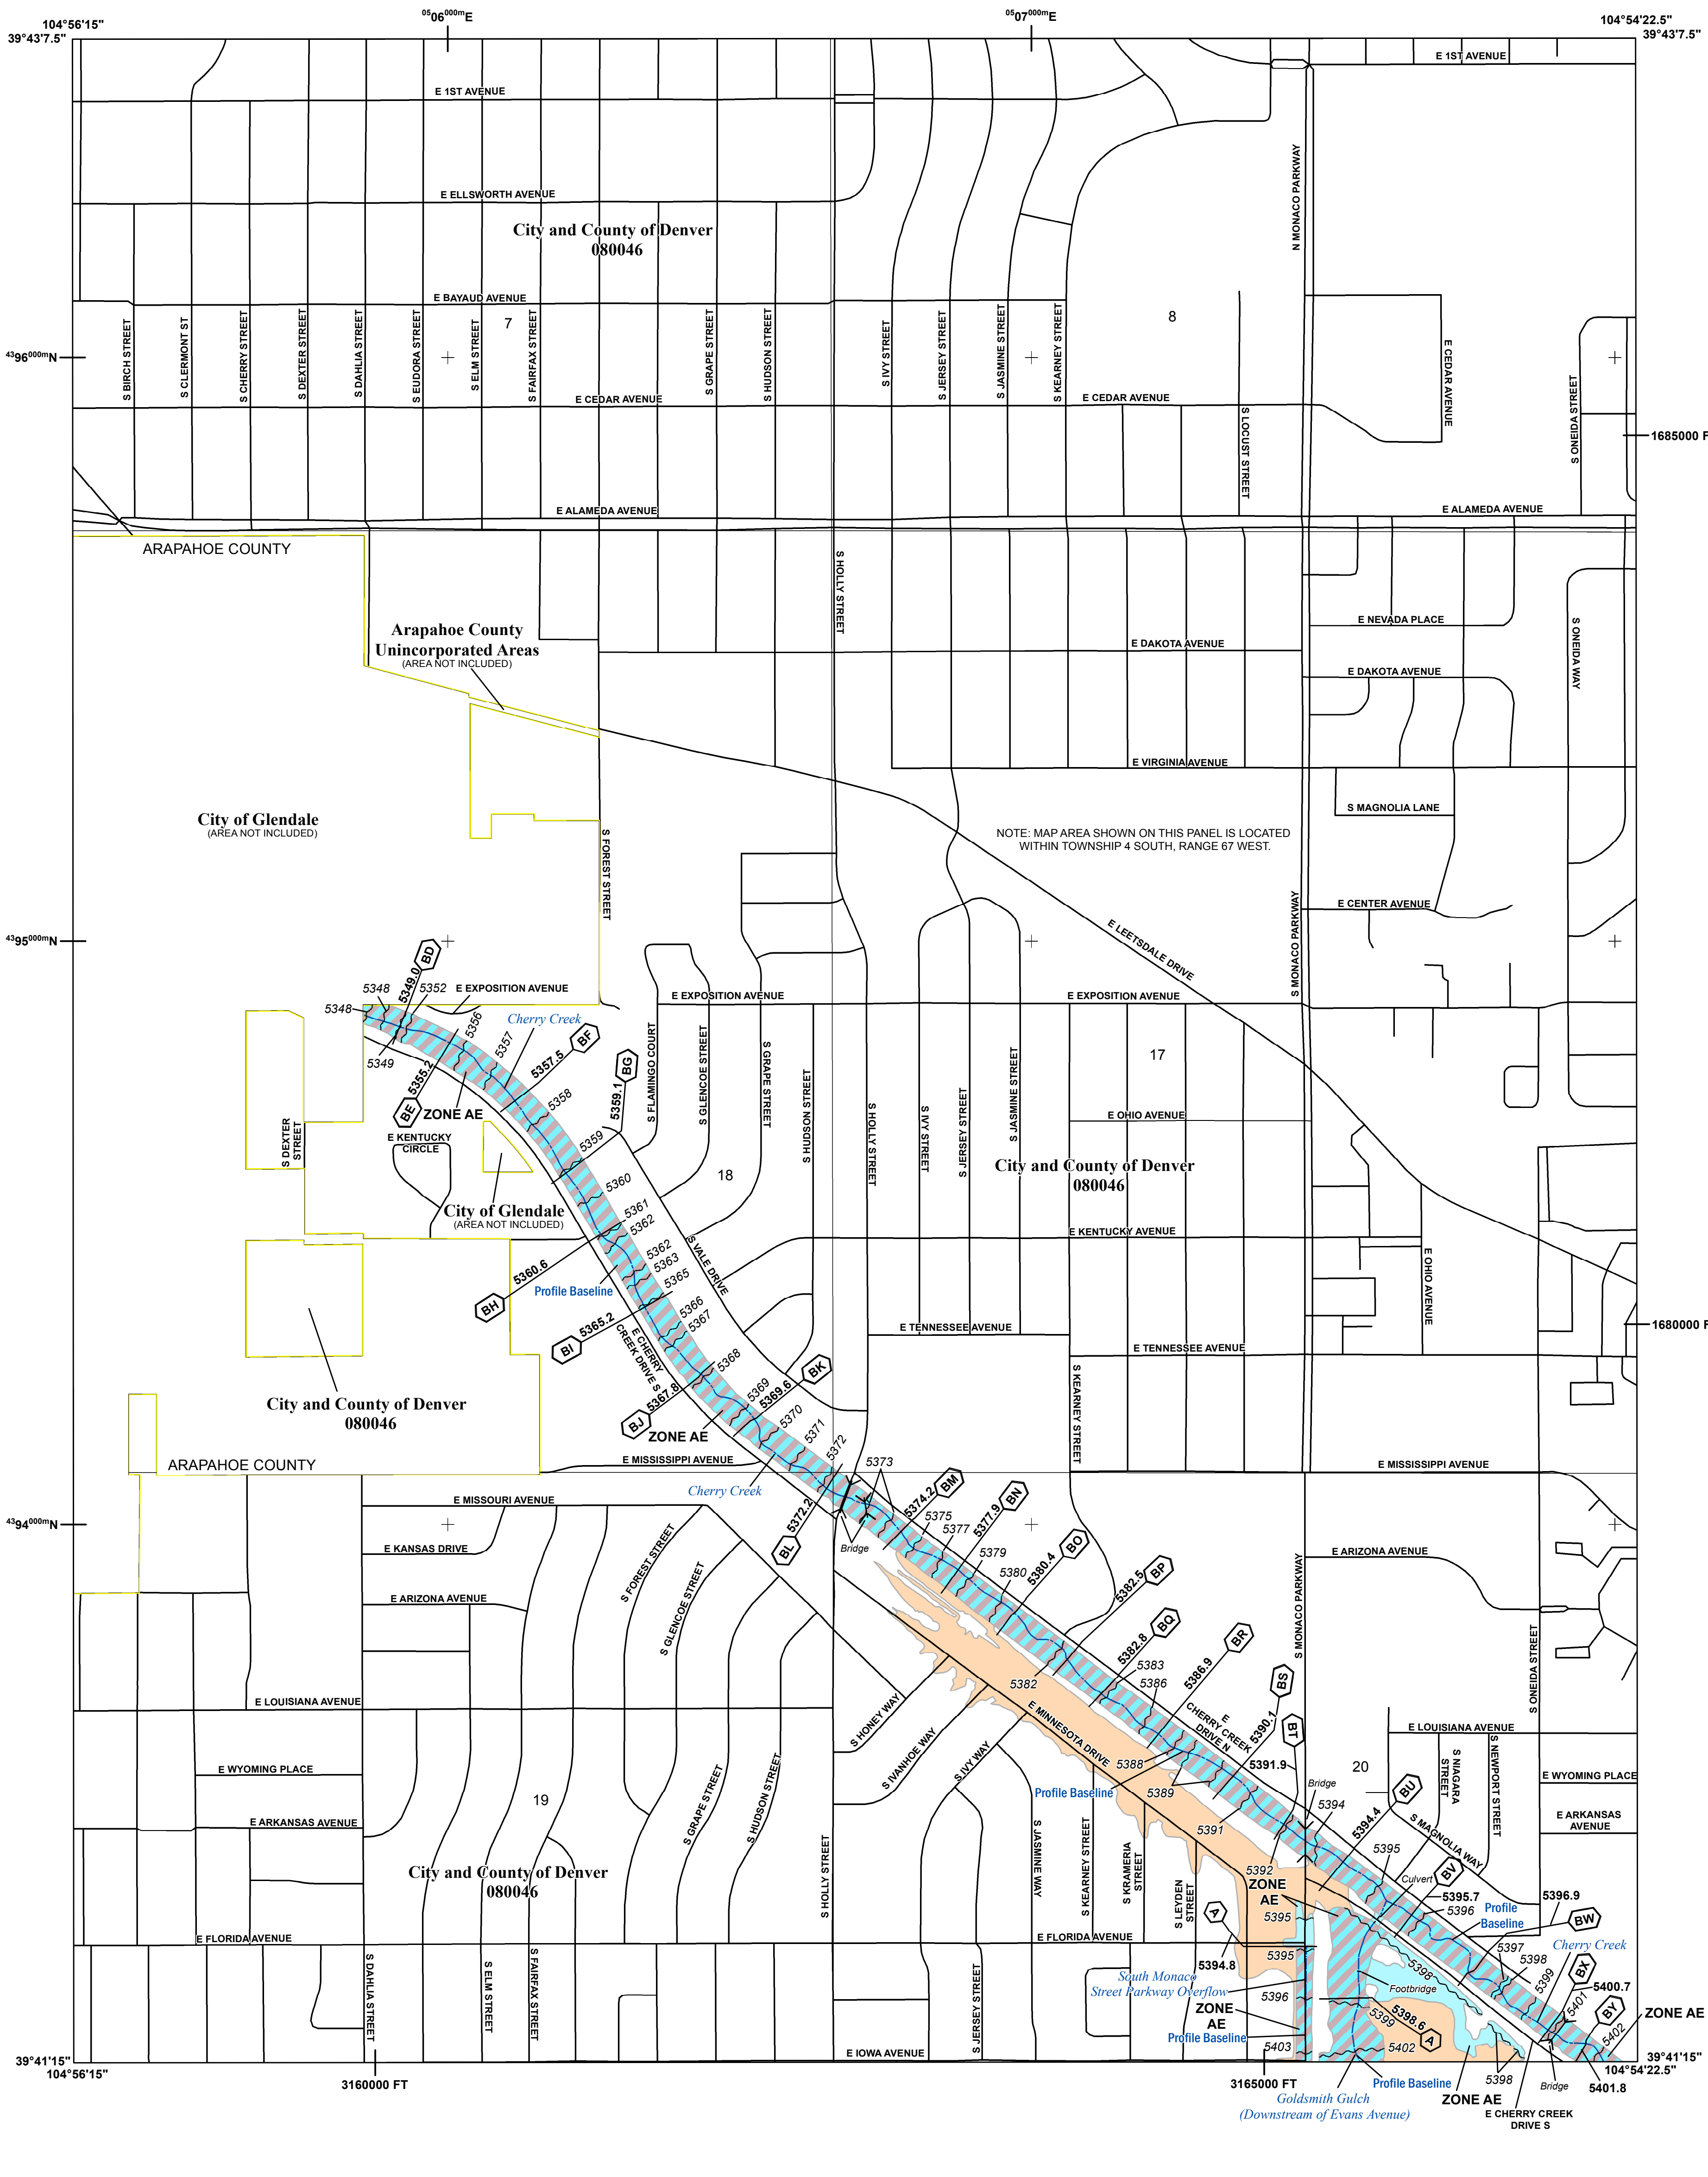 104°56'15"
05 06 000m E
05 07 000m E
104°54'22.5"
39°43'7.5"
39°43'7.5"
E 1ST AVENUE
E 1ST AVENUE
N MONACO PARKWAY
E ELLSWORTH AVENUE
City and County of Denver
080046
E BAYAUD AVENUE
7
8
S BIRCH STREET
S CLERMONT ST
S CHERRY STREET
S DEXTER STREET
S DAHLIA STREET
S EUDORA STREET
S ELM STREET
S FAIRFAX STREET
S GRAPE STREET
S HUDSON STREET
S IVY STREET
S JERSEY STREET
S JASMINE STREET
S KEARNEY STREET
E CEDAR AVENUE
S ONEIDA STREET
43 96 000m N
E CEDAR AVENUE
E CEDAR AVENUE
S LOCUST STREET
1685000 F
E ALAMEDA AVENUE
E ALAMEDA AVENUE
ARAPAHOE COUNTY
S HOLLY STREET
Arapahoe County
Unincorporated Areas
(AREA NOT INCLUDED)
E NEVADA PLACE
E DAKOTA AVENUE
E DAKOTA AVENUE
S ONEIDA WAY
E VIRGINIA AVENUE
S MAGNOLIA LANE
City of Glendale
(AREA NOT INCLUDED)
S FOREST STREET
NOTE: MAP AREA SHOWN ON THIS PANEL IS LOCATED
WITHIN TOWNSHIP 4 SOUTH, RANGE 67 WEST.
S MONACO PARKWAY
E CENTER AVENUE
E LEETSDALE DRIVE
43 95 000m N
BD
5349.0
5348
5352
E EXPOSITION AVENUE
E EXPOSITION AVENUE
E EXPOSITION AVENUE
5348
5356
Cherry Creek
5357
BF
5357.5
5349
5355.2
BE
ZONE AE
5358
BG
5359.1
S FLAMINGO COURT
S GLENCOE STREET
S GRAPE STREET
S HUDSON STREET
S HOLLY STREET
S IVY STREET
S JERSEY STREET
S JASMINE STREET
17
E OHIO AVENUE
S DEXTER
STREET
E KENTUCKY
CIRCLE
5359
18
City and County of Denver
080046
5360
City of Glendale
(AREA NOT INCLUDED)
5361
5362
S VALE DRIVE
E KENTUCKY AVENUE
5362
5363
5365
5360.6
BH
Profile Baseline
E OHIO AVENUE
5366
5367
5365.2
BI
E CHERRY
CREEK DRIVE S
E TENNESSEE AVENUE
1680000 F
E TENNESSEE AVENUE
5368
BK
5369
5369.6
5367.8
BJ
S KEARNEY STREET
City and County of Denver
080046
5370
5371
5372
ZONE AE
ARAPAHOE COUNTY
E MISSISSIPPI AVENUE
5373
E MISSISSIPPI AVENUE
Cherry Creek
BM
5374.2
BN
5377.9
E MISSOURI AVENUE
5372.2
BL
Bridge
5375
5377
43 94 000m N
E KANSAS DRIVE
S FOREST STREET
S GLENCOE STREET
5379
5380
BO
5380.4
BP
5382.5
S MONACO PARKWAY
E ARIZONA AVENUE
E ARIZONA AVENUE
BQ
5382.8
BR
5386.9
S ONEIDA STREET
5383
5386
5382
BS
5390.1
E LOUISIANA AVENUE
S HONEY WAY
E MINNESOTA DRIVE
E
CHERRY CREEK
DRIVE N
BT
5391.9
E LOUISIANA AVENUE
S NIAGARA
STREET
S NEWPORT STREET
S IVANHOE WAY
S IVY WAY
5388
5389
Profile Baseline
E WYOMING PLACE
20
Bridge
BU
5394.4
5394
E WYOMING PLACE
19
S GRAPE STREET
S HUDSON STREET
E ARKANSAS AVENUE
5391
S MAGNOLIA WAY
E ARKANSAS
AVENUE
S HOLLY STREET
S JASMINE WAY
S KEARNEY STREET
S KRAMERIA
STREET
S LEYDEN
STREET
5395
City and County of Denver
080046
5392
ZONE
AE
Culvert
BV
5395.7
5396
5396.9
Profile
Baseline
BW
A
5395
E FLORIDA AVENUE
E FLORIDA AVENUE
5395
5394.8
5397
5398
Cherry Creek
S DAHLIA STREET
S ELM STREET
S FAIRFAX STREET
S JERSEY STREET
South Monaco
Street Parkway Overflow
5398
5399
BX
5400.7
Footbridge
5396
ZONE
AE
Profile Baseline
5399
5398.6
A
5401
BY
5402
ZONE AE
E IOWA AVENUE
5403
5402
39°41'15"
104°56'15"
39°41'15"
104°54'22.5"
3160000 FT
3165000 FT
Profile Baseline
5398
Bridge
5401.8
Goldsmith Gulch
(Downstream of Evans Avenue)
ZONE AE
E CHERRY CREEK
DRIVE S